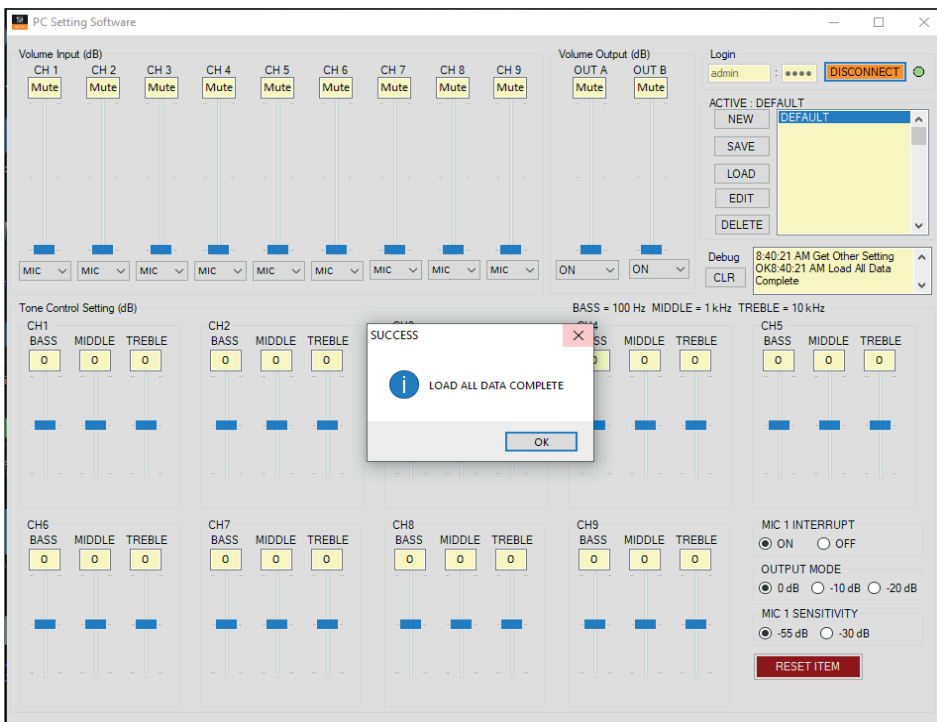 PC Setting Software
Volume Input (dB)
CH 1 CH 2 CH 3 CH 4 CH 5 CH 6 CH 7 CH 8 CH 9
Mute Mute Mute Mute Mute Mute Mute Mute Mute
MIC MIC MIC MIC MIC MIC MIC MIC MIC
Volume Output (dB)
OUT A OUT B
Mute Mute
ON ON
Login
admin : DISCONNECT
ACTIVE : DEFAULT
NEW
SAVE
LOAD
EDIT
DELETE
DEFAULT
Debug
CLR
8:40:21 AM Get Other Setting
OK8:40:21 AM Load All Data
Complete
Tone Control Setting (dB)
BASS = 100 Hz MIDDLE = 1 kHz TREBLE = 10 kHz
CH1
BASS MIDDLE TREBLE
0 0 0
CH2
BASS MIDDLE TREBLE
0 0 0
SUCCESS
LOAD ALL DATA COMPLETE
OK
MIDDLE TREBLE
0 0
CH5
BASS MIDDLE TREBLE
0 0 0
CH6
BASS MIDDLE TREBLE
0 0 0
CH7
BASS MIDDLE TREBLE
0 0 0
CH8
BASS MIDDLE TREBLE
0 0 0
CH9
BASS MIDDLE TREBLE
0 0 0
MIC 1 INTERRUPT
ON OFF
OUTPUT MODE
0 dB -10 dB -20 dB
MIC 1 SENSITIVITY
-55 dB -30 dB
RESET ITEM